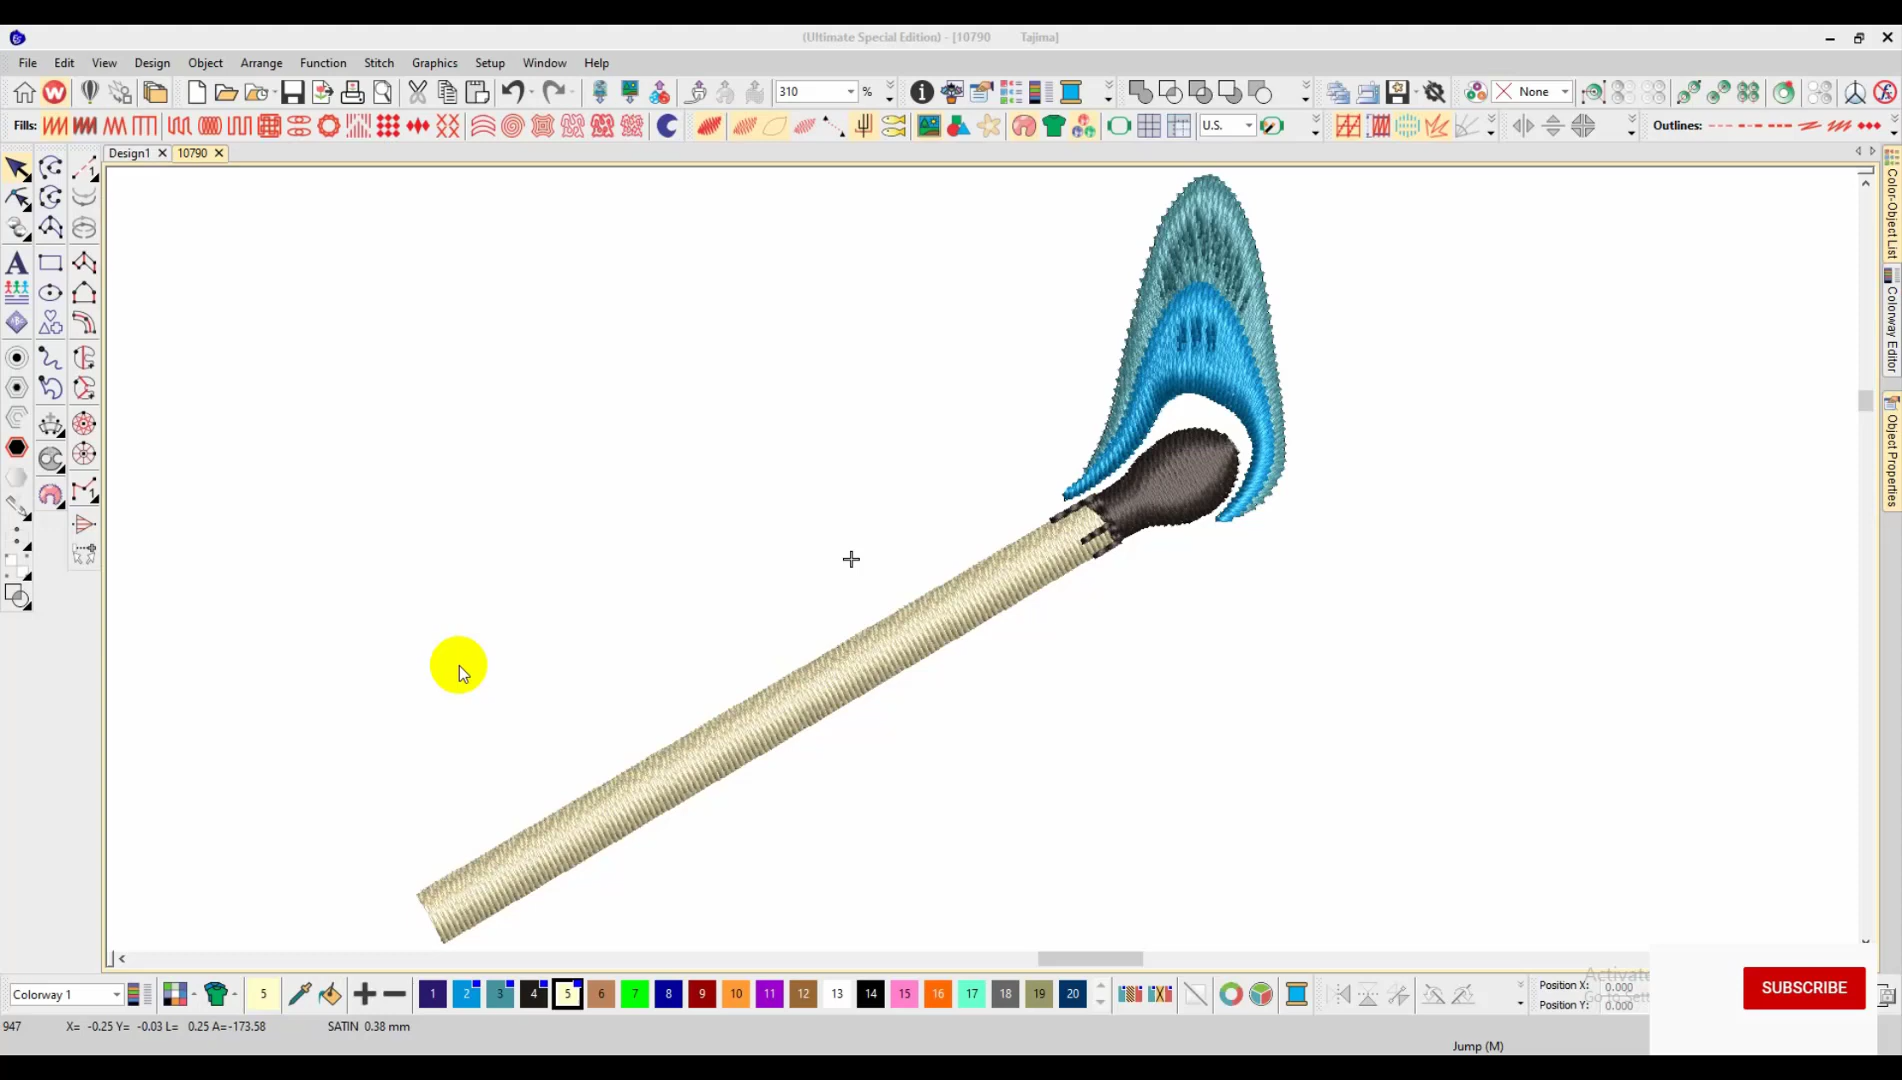 (Ultimate Special Edition) - [10790 Tajima]
File Edit View Design Object Arrange Function Stitch Graphics Setup Window Help
310 % None
Fills: U.S. Outlines:
Design1 10790
Color-Object List
Colorway Editor
Object Properties
Colorway 1 5 1 2 3 4 5 6 7 8 9 10 11 12 13 14 15 16 17 18 19 20
Position X: 0.000
Position Y: 0.000
SUBSCRIBE
947 X= -0.25 Y= -0.03 L= 0.25 A=-173.58 SATIN 0.38 mm
Jump (M)